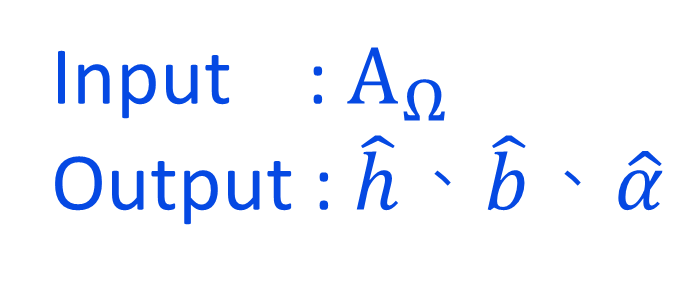 Input : A_Ω
Output : ĥ、b̂、α̂